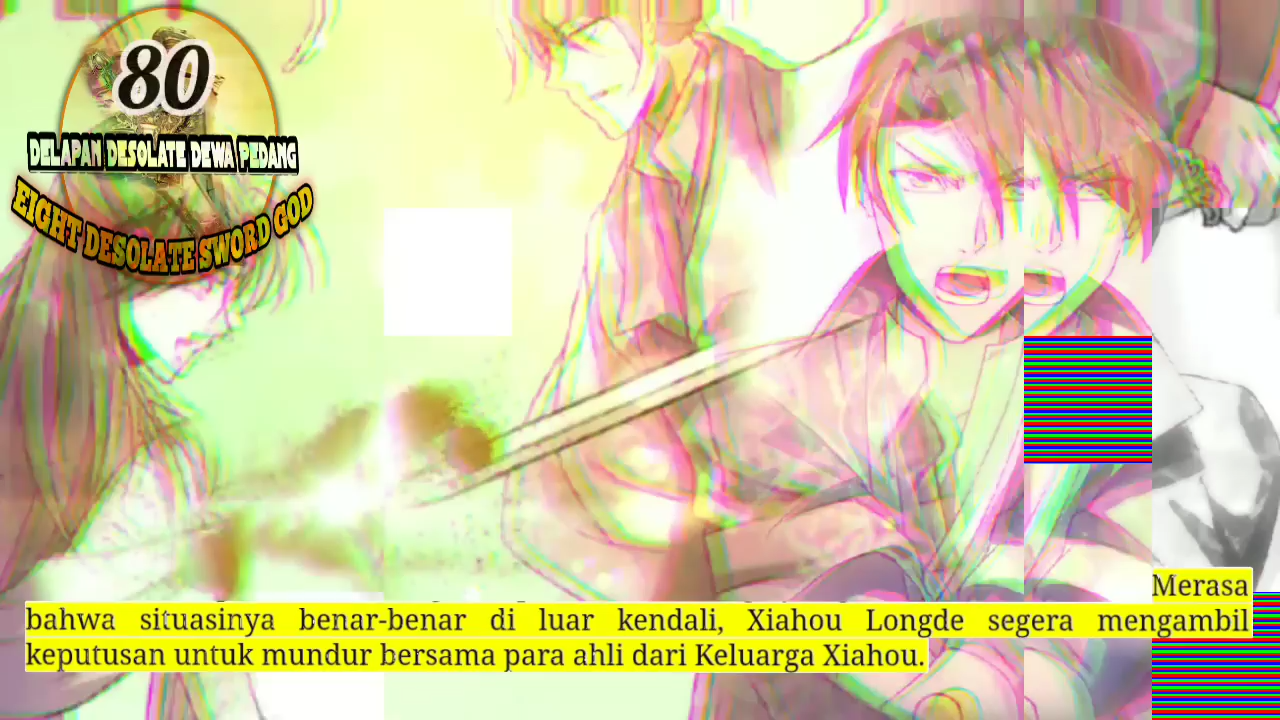 80
DELAPAN DESOLATE DEWA PEDANG
EIGHT DESOLATE SWORD GOD
Merasa
bahwa situasinya benar-benar di luar kendali, Xiahou Longde segera mengambil
keputusan untuk mundur bersama para ahli dari Keluarga Xiahou.